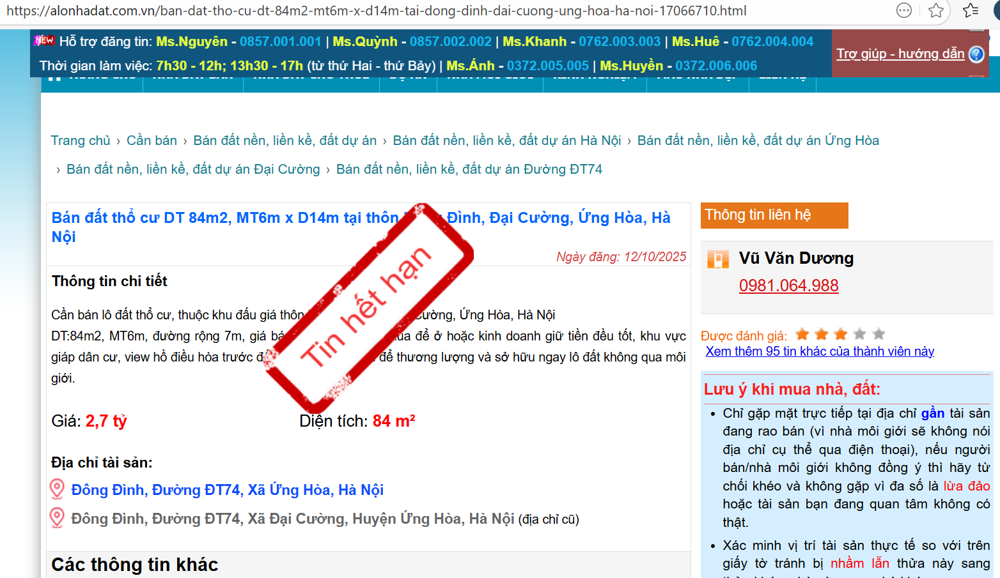 https://alonhadat.com.vn/ban-dat-tho-cu-dt-84m2-mt6m-x-d14m-tai-dong-dinh-dai-cuong-ung-hoa-ha-noi-17066710.html
NEW Hỗ trợ đăng tin: Ms.Nguyên - 0857.001.001 | Ms.Quỳnh - 0857.002.002 | Ms.Khanh - 0762.003.003 | Ms.Huê - 0762.004.004
Thời gian làm việc: 7h30 - 12h; 13h30 - 17h (từ thứ Hai - thứ Bảy) | Ms.Ánh - 0372.005.005 | Ms.Huyền - 0372.006.006
Trợ giúp - hướng dẫn ?
Trang chủ › Cần bán › Bán đất nền, liền kề, đất dự án › Bán đất nền, liền kề, đất dự án Hà Nội › Bán đất nền, liền kề, đất dự án Ứng Hòa
› Bán đất nền, liền kề, đất dự án Đại Cường › Bán đất nền, liền kề, đất dự án Đường ĐT74
Bán đất thổ cư DT 84m2, MT6m x D14m tại thôn Đình, Đại Cường, Ứng Hòa, Hà
Nội
Ngày đăng: 12/10/2025
Thông tin chi tiết
Cần bán lô đất thổ cư, thuộc khu đấu giá thôn Cường, Ứng Hòa, Hà Nội
DT:84m2, MT6m, đường rộng 7m, giá để ở hoặc kinh doanh giữ tiền đều tốt, khu vực
giáp dân cư, view hồ điều hòa trước để thương lượng và sở hữu ngay lô đất không qua môi
giới.
Tin hết hạn
Giá: 2,7 tỷ
Diện tích: 84 m²
Địa chỉ tài sản:
Đông Đình, Đường ĐT74, Xã Ứng Hòa, Hà Nội
Đông Đình, Đường ĐT74, Xã Đại Cường, Huyện Ứng Hòa, Hà Nội (địa chỉ cũ)
Các thông tin khác
Thông tin liên hệ
Vũ Văn Dương
0981.064.988
Được đánh giá:
Xem thêm 95 tin khác của thành viên này
Lưu ý khi mua nhà, đất:
• Chỉ gặp mặt trực tiếp tại địa chỉ gần tài sản
đang rao bán (vì nhà môi giới sẽ không nói
địa chỉ cụ thể qua điện thoại), nếu người
bán/nhà môi giới không đồng ý thì hãy từ
chối khéo và không gặp vì đa số là lừa đảo
hoặc tài sản bạn đang quan tâm không có
thật.
• Xác minh vị trí tài sản thực tế so với trên
giấy tờ tránh bị nhầm lẫn thửa này sang